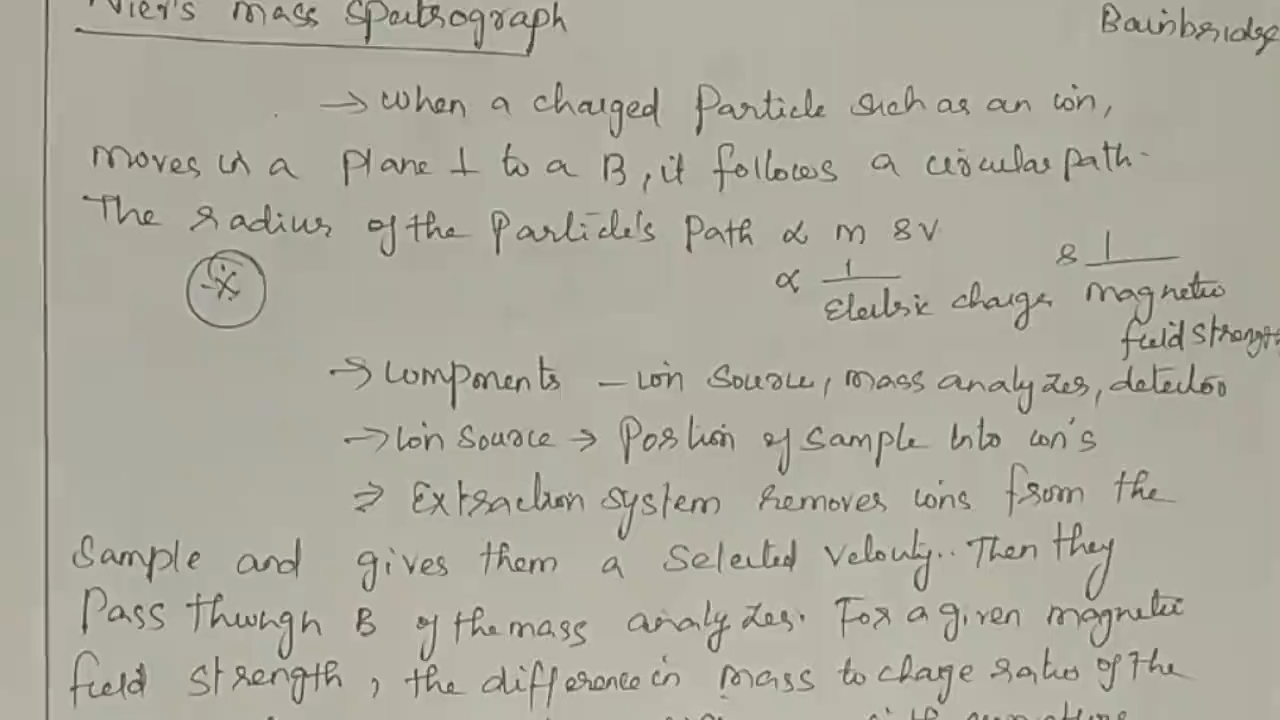 Nier's Mass Spectrograph
Bainbridge
→ When a charged Particle such as an ion,
moves in a plane ⊥ to a B, it follows a circular path.
The radius of the Particle's Path ∝ m & v
∝ 1/Electric charge & 1/Magnetic field strength
→ Components – ion source, mass analyzer, detector
→ Ion source → Portion of sample into ion's
⇒ Extraction system removes ions from the
Sample and gives them a selected velocity.. Then they
Pass through B of the mass analyzer. For a given magnetic
field strength, the difference in mass to charge ratio of the